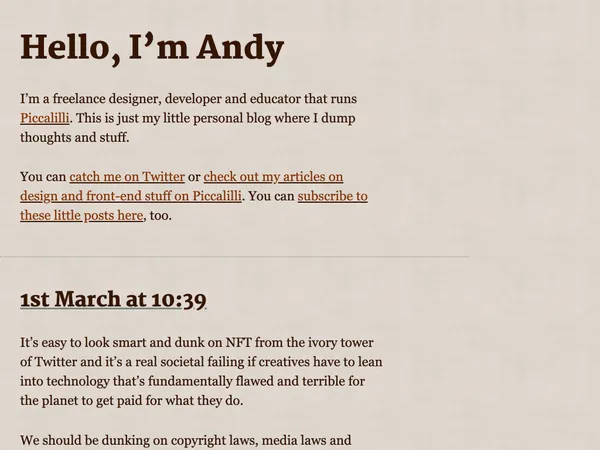 Hello, I’m Andy
I’m a freelance designer, developer and educator that runs
Piccalilli. This is just my little personal blog where I dump
thoughts and stuff.
You can catch me on Twitter or check out my articles on
design and front-end stuff on Piccalilli. You can subscribe to
these little posts here, too.
1st March at 10:39
It’s easy to look smart and dunk on NFT from the ivory tower
of Twitter and it’s a real societal failing if creatives have to lean
into technology that’s fundamentally flawed and terrible for
the planet to get paid for what they do.
We should be dunking on copyright laws, media laws and